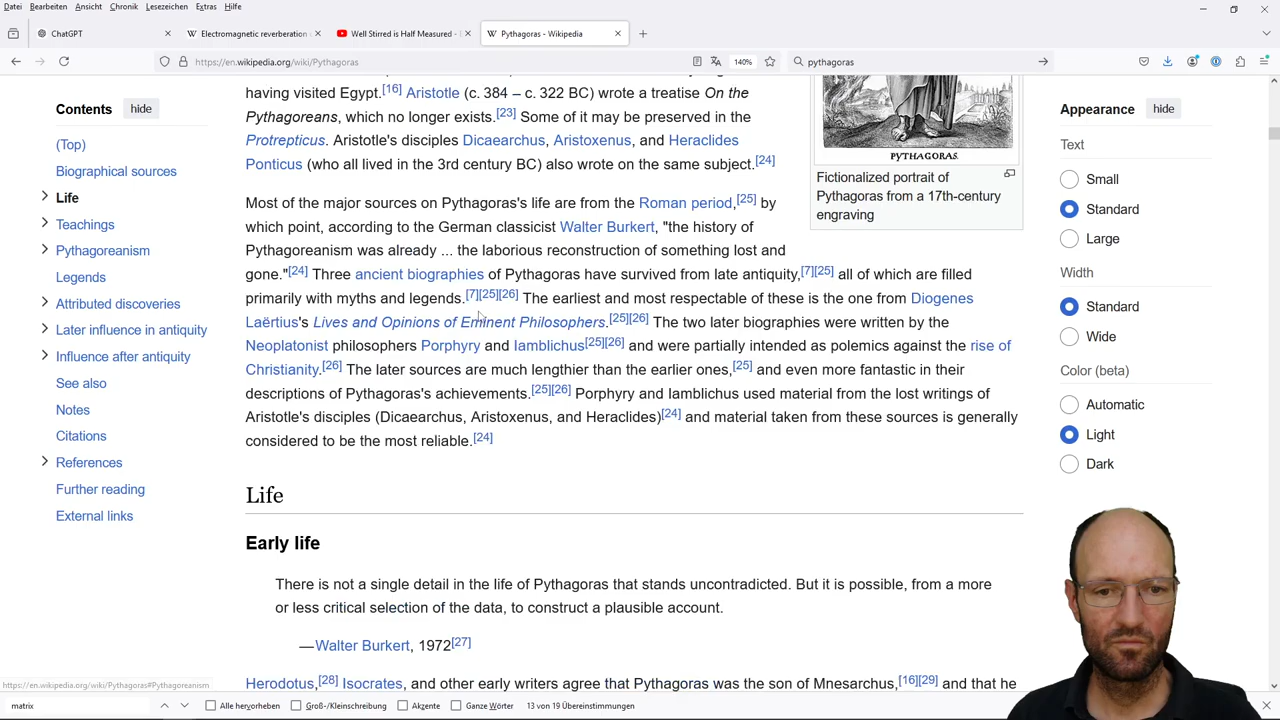 Datei Bearbeiten Ansicht Chronik Lesezeichen Extras Hilfe
ChatGPT
Electromagnetic reverberation
Well Stirred is Half Measured -
Pythagoras - Wikipedia
https://en.wikipedia.org/wiki/Pythagoras
140%
pythagoras
Contents hide
(Top)
Biographical sources
Life
Teachings
Pythagoreanism
Legends
Attributed discoveries
Later influence in antiquity
Influence after antiquity
See also
Notes
Citations
References
Further reading
External links
having visited Egypt.[16] Aristotle (c. 384 – c. 322 BC) wrote a treatise On the
Pythagoreans, which no longer exists.[23] Some of it may be preserved in the
Protrepticus. Aristotle's disciples Dicaearchus, Aristoxenus, and Heraclides
Ponticus (who all lived in the 3rd century BC) also wrote on the same subject.[24]
Most of the major sources on Pythagoras's life are from the Roman period,[25] by
which point, according to the German classicist Walter Burkert, "the history of
Pythagoreanism was already ... the laborious reconstruction of something lost and
gone."[24] Three ancient biographies of Pythagoras have survived from late antiquity,[7][25] all of which are filled
primarily with myths and legends.[7][25][26] The earliest and most respectable of these is the one from Diogenes
Laërtius's Lives and Opinions of Eminent Philosophers.[25][26] The two later biographies were written by the
Neoplatonist philosophers Porphyry and Iamblichus[25][26] and were partially intended as polemics against the rise of
Christianity.[26] The later sources are much lengthier than the earlier ones,[25] and even more fantastic in their
descriptions of Pythagoras's achievements.[25][26] Porphyry and Iamblichus used material from the lost writings of
Aristotle's disciples (Dicaearchus, Aristoxenus, and Heraclides)[24] and material taken from these sources is generally
considered to be the most reliable.[24]
PYTHAGORAS.
Fictionalized portrait of
Pythagoras from a 17th-century
engraving
Life
Early life
There is not a single detail in the life of Pythagoras that stands uncontradicted. But it is possible, from a more
or less critical selection of the data, to construct a plausible account.
—Walter Burkert, 1972[27]
Herodotus,[28] Isocrates, and other early writers agree that Pythagoras was the son of Mnesarchus,[16][29] and that he
Appearance hide
Text
Small
Standard
Large
Width
Standard
Wide
Color (beta)
Automatic
Light
Dark
https://en.wikipedia.org/wiki/Pythagoras#Pythagoreanism
matrix
Alle hervorheben
Groß-/Kleinschreibung
Akzente
Ganze Wörter
13 von 19 Übereinstimmungen